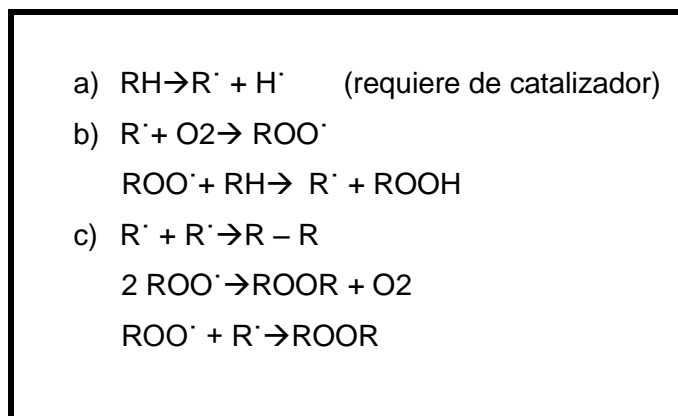 a) RH→R˙ + H˙ (requiere de catalizador)
b) R˙+ O2→ ROO˙
ROO˙+ RH→ R˙ + ROOH
c) R˙ + R˙→R – R
2 ROO˙→ROOR + O2
ROO˙ + R˙→ROOR